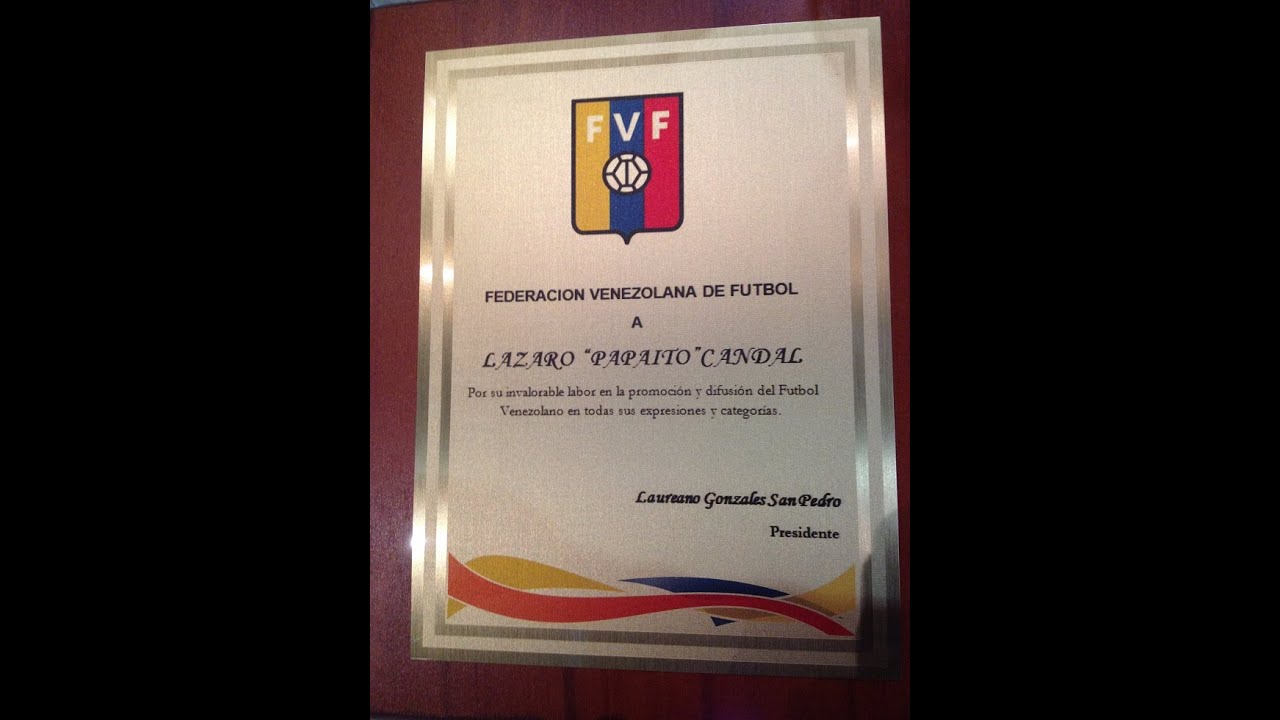 FVF
FEDERACION VENEZOLANA DE FUTBOL
A
LAZARO “PAPAITO”CANDAL
Por su invalorable labor en la promoción y difusión del Futbol
Venezolano en todas sus expresiones y categorías.
Laureano Gonzales San Pedro
Presidente